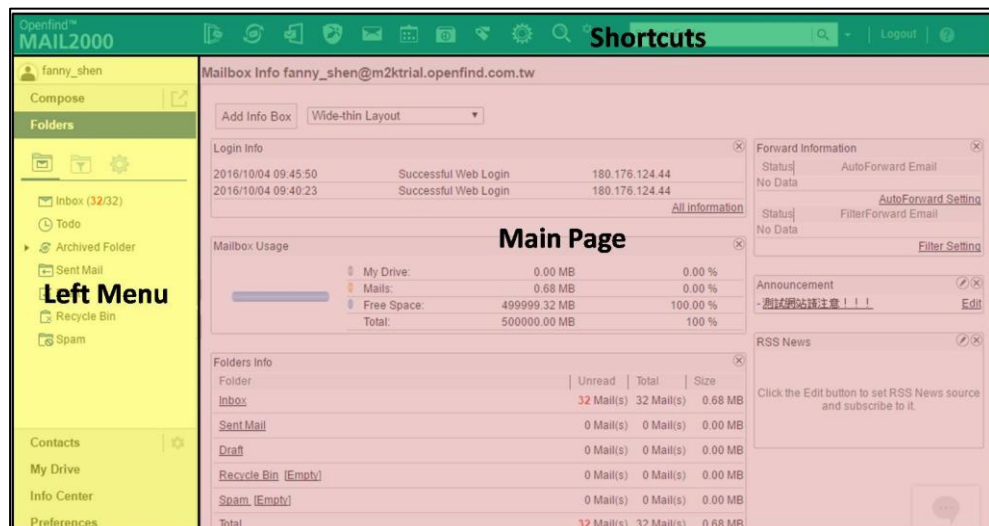 Openfind™
MAIL2000
Shortcuts
Logout
fanny_shen
Compose
Folders
Inbox (32/32)
Todo
Archived Folder
Sent Mail
Left Menu
Recycle Bin
Spam
Contacts
My Drive
Info Center
Preferences
Mailbox Info fanny_shen@m2ktrial.openfind.com.tw
Add Info Box Wide-thin Layout
Login Info
2016/10/04 09:45:50 Successful Web Login 180.176.124.44
2016/10/04 09:40:23 Successful Web Login 180.176.124.44
All information
Main Page
Mailbox Usage
My Drive: 0.00 MB 0.00 %
Mails: 0.68 MB 0.00 %
Free Space: 499999.32 MB 100.00 %
Total: 500000.00 MB 100 %
Folders Info
Folder Unread Total Size
Inbox 32 Mail(s) 32 Mail(s) 0.68 MB
Sent Mail 0 Mail(s) 0 Mail(s) 0.00 MB
Draft 0 Mail(s) 0 Mail(s) 0.00 MB
Recycle Bin [Empty] 0 Mail(s) 0 Mail(s) 0.00 MB
Spam [Empty] 0 Mail(s) 0 Mail(s) 0.00 MB
Total 32 Mail(s) 32 Mail(s) 0.68 MB
Forward Information
Status AutoForward Email
No Data
AutoForward Setting
Status FilterForward Email
No Data
Filter Setting
Announcement
-測試網站請注意！！！ Edit
RSS News
Click the Edit button to set RSS News source
and subscribe to it.